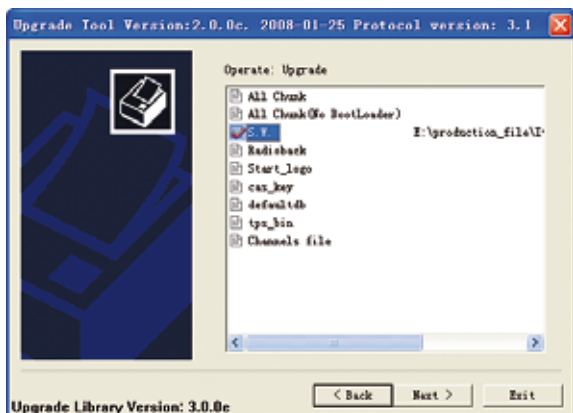 Upgrade Tool Version:2.0.0c. 2008-01-25 Protocol version: 3.1
Operate: Upgrade
All Chunk
All Chunk(No BootLoader)
S.W. E:\production_file\I
Radioback
Start_logo
cas_key
defaultdb
tpx_bin
Channels file
< Back Next > Exit
Upgrade Library Version: 3.0.0c